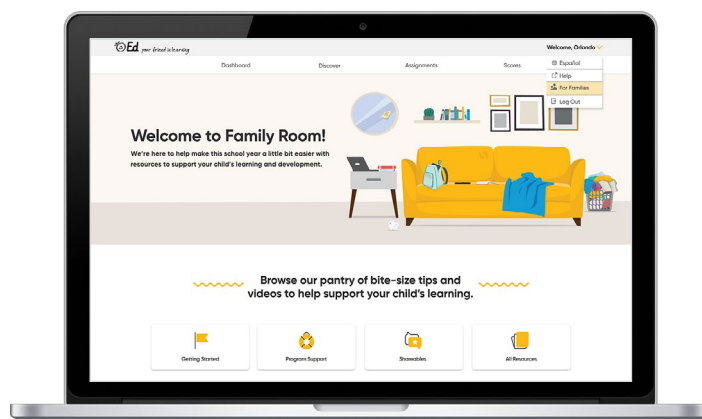 Ed your friend in learning
Welcome, Orlando
Dashboard Discover Assignments Scores
Español
Help
For Families
Log Out
Welcome to Family Room!
We're here to help make this school year a little bit easier with
resources to support your child's learning and development.
Browse our pantry of bite-size tips and
videos to help support your child's learning.
Getting Started Program Support Shareables All Resources